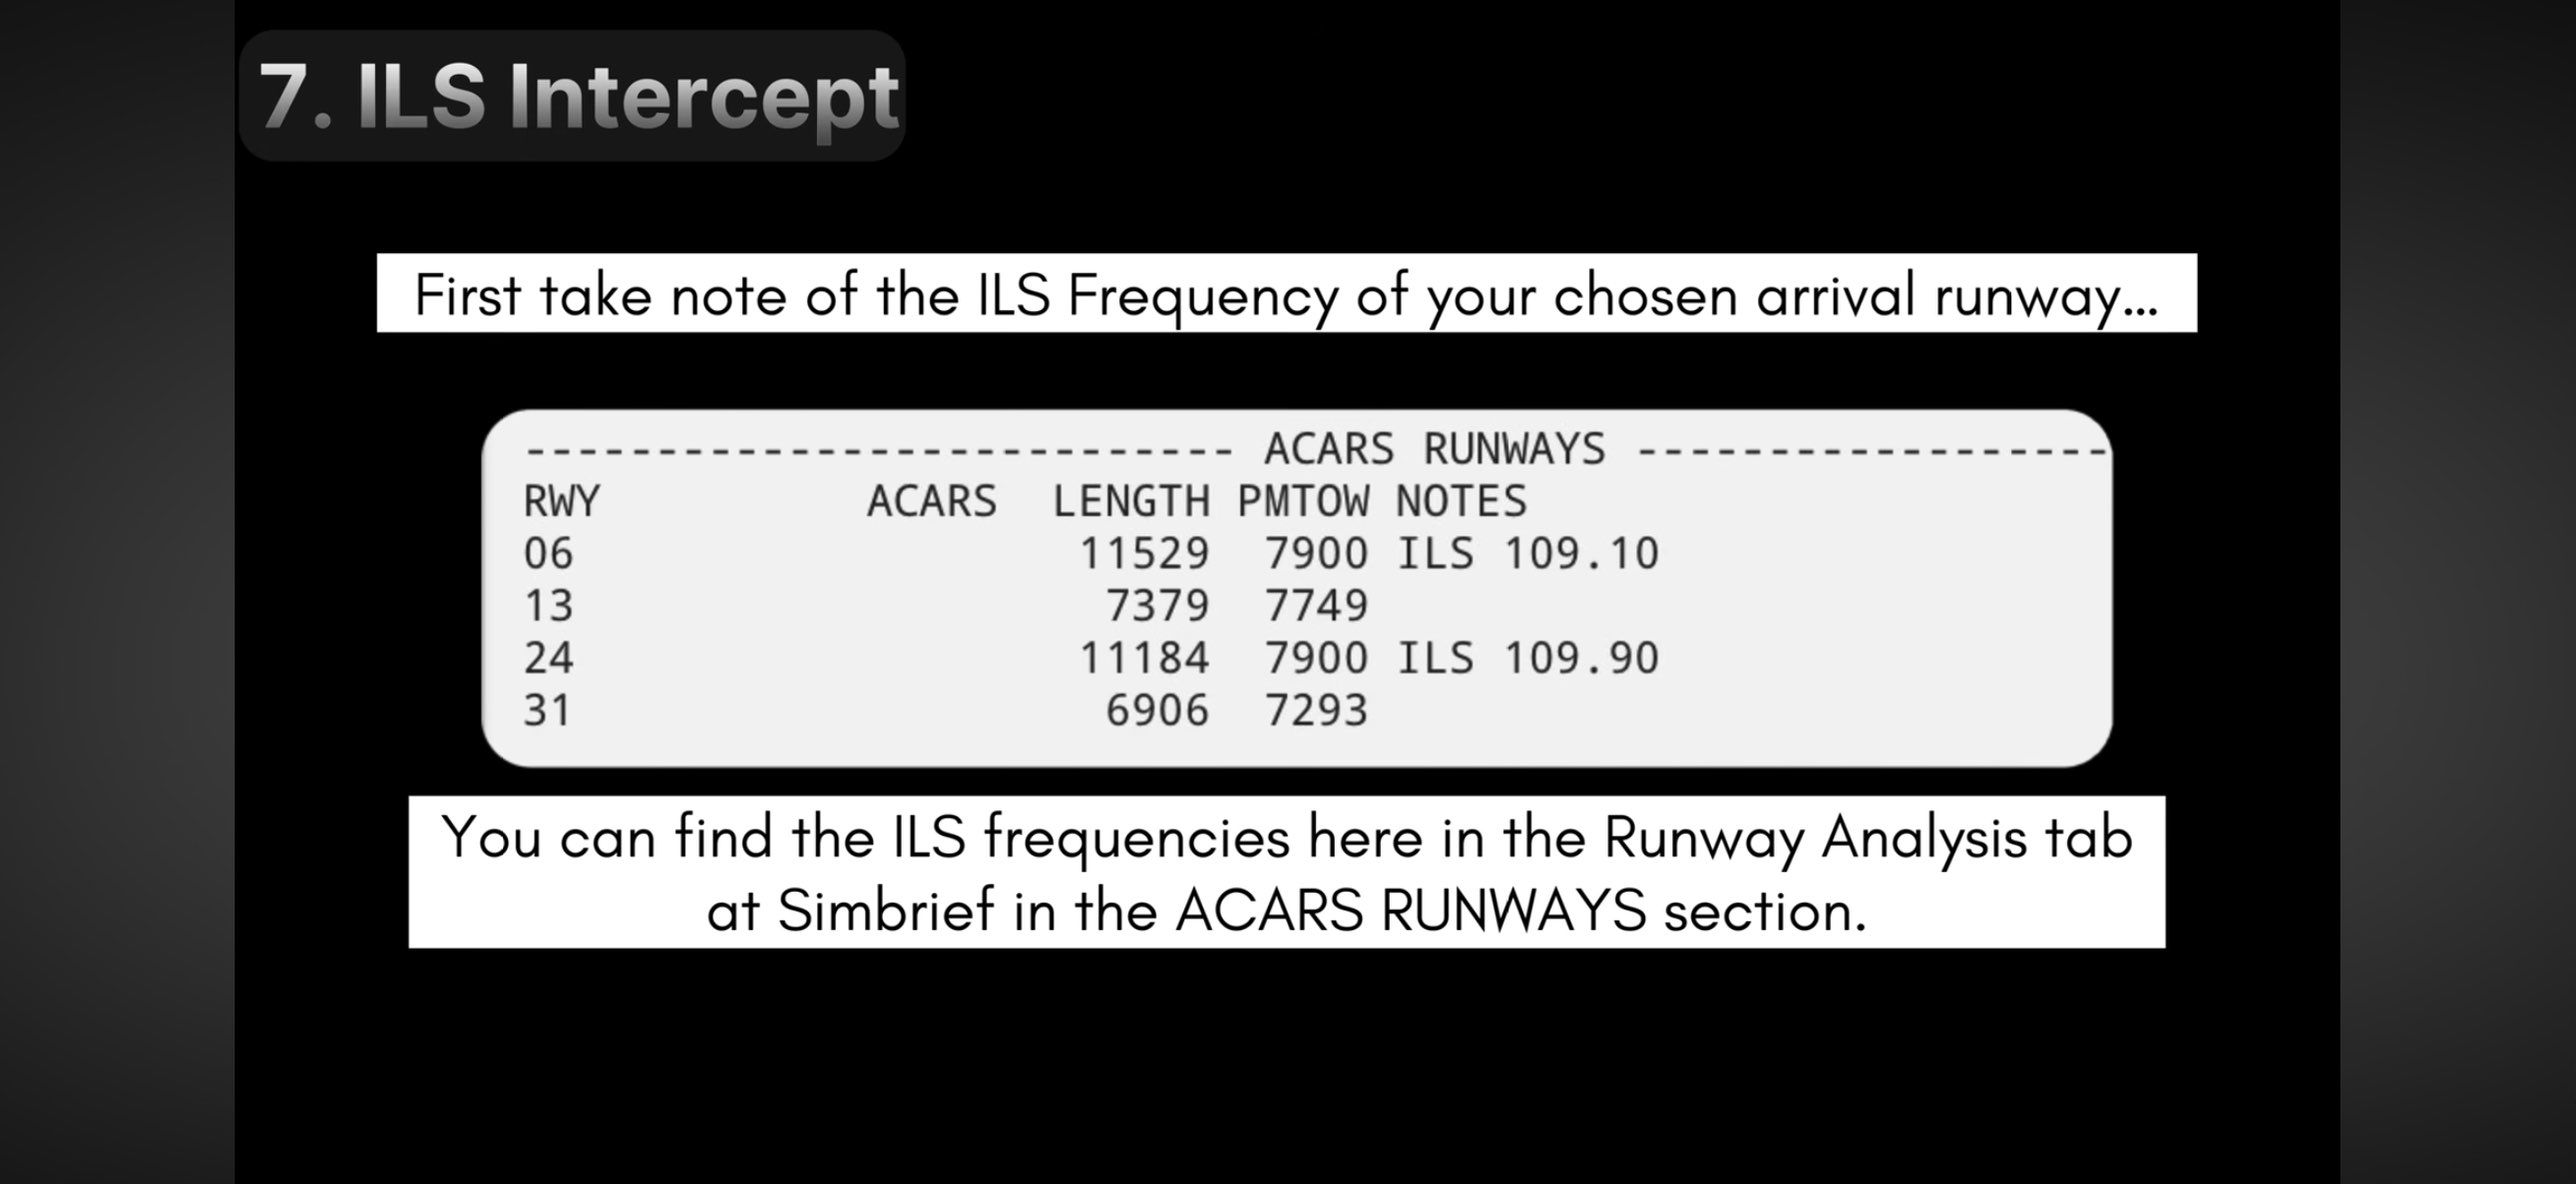 7. ILS Intercept
First take note of the ILS Frequency of your chosen arrival runway...
--------------------------- ACARS RUNWAYS ------------------
RWY ACARS LENGTH PMTOW NOTES
06 11529 7900 ILS 109.10
13 7379 7749
24 11184 7900 ILS 109.90
31 6906 7293
You can find the ILS frequencies here in the Runway Analysis tab
at Simbrief in the ACARS RUNWAYS section.